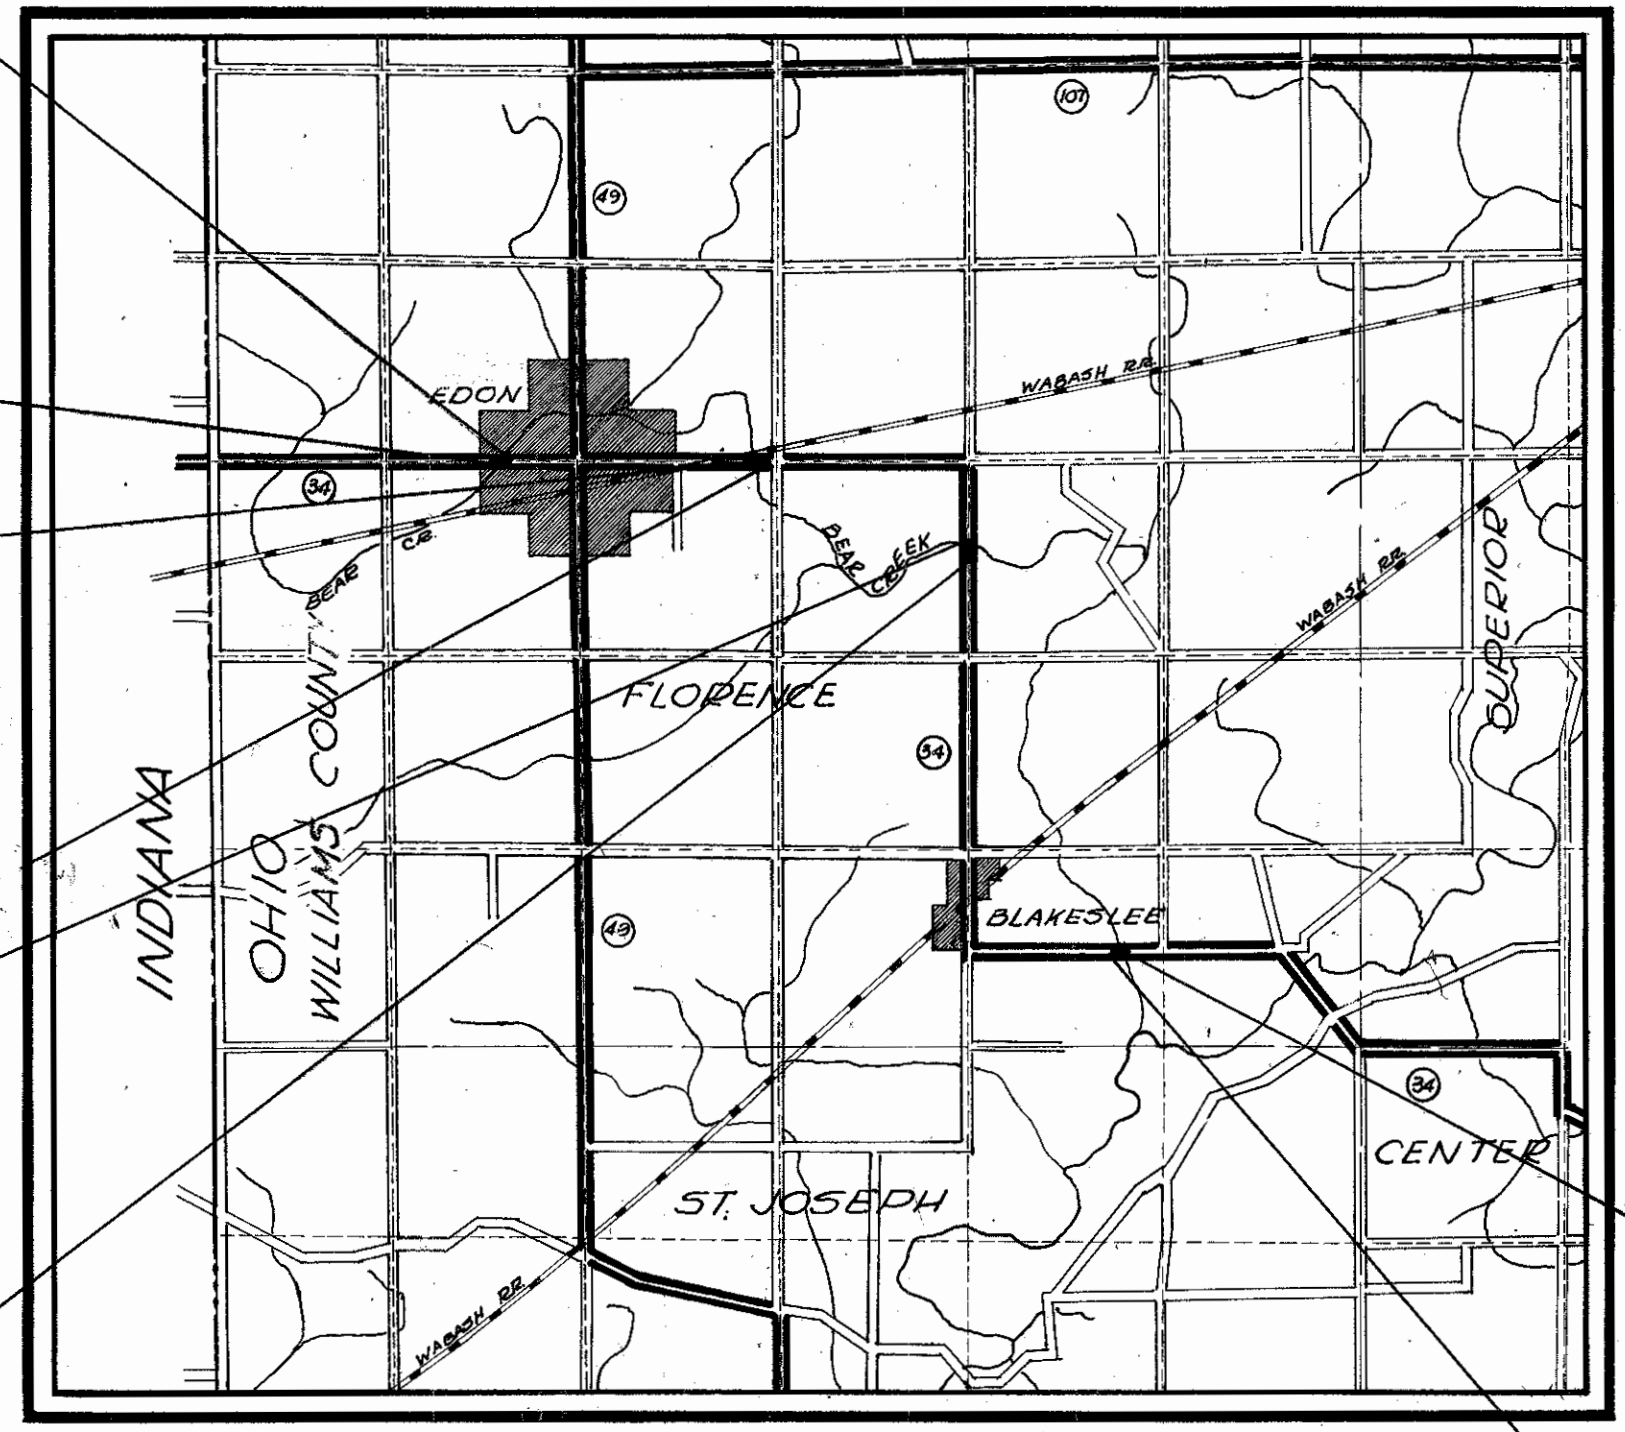 107
49
WABASH RR.
EDON
34
BEAR CR.
BEAR CREEK
WABASH RR.
SUPERIOR
FLORENCE
34
INDIANA
OHIO
WILLIAMS COUNTY
49
BLAKESLEE
34
CENTER
ST. JOSEPH
WABASH RR.